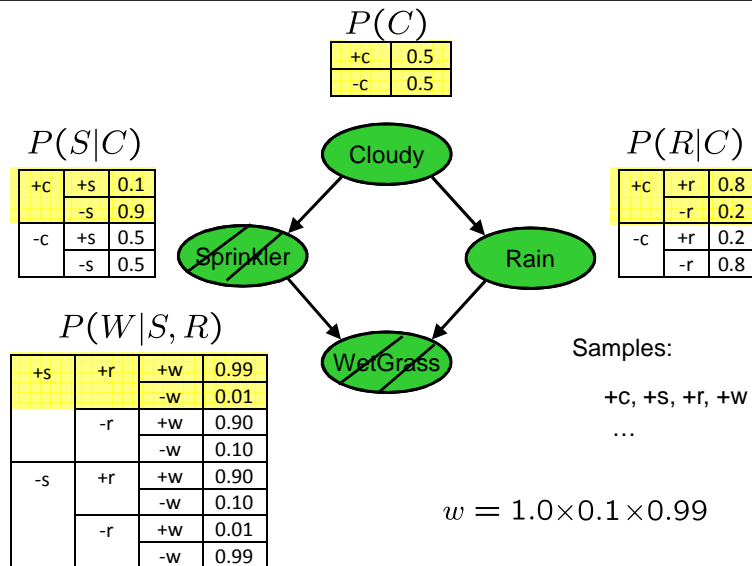 P(C)
+c 0.5
-c 0.5
P(S|C)
+c +s 0.1
-s 0.9
-c +s 0.5
-s 0.5
Cloudy
P(R|C)
+c +r 0.8
-r 0.2
-c +r 0.2
-r 0.8
Sprinkler
Rain
P(W|S, R)
+s +r +w 0.99
-w 0.01
-r +w 0.90
-w 0.10
-s +r +w 0.90
-w 0.10
-r +w 0.01
-w 0.99
WetGrass
Samples:
+c, +s, +r, +w
…
w = 1.0×0.1×0.99